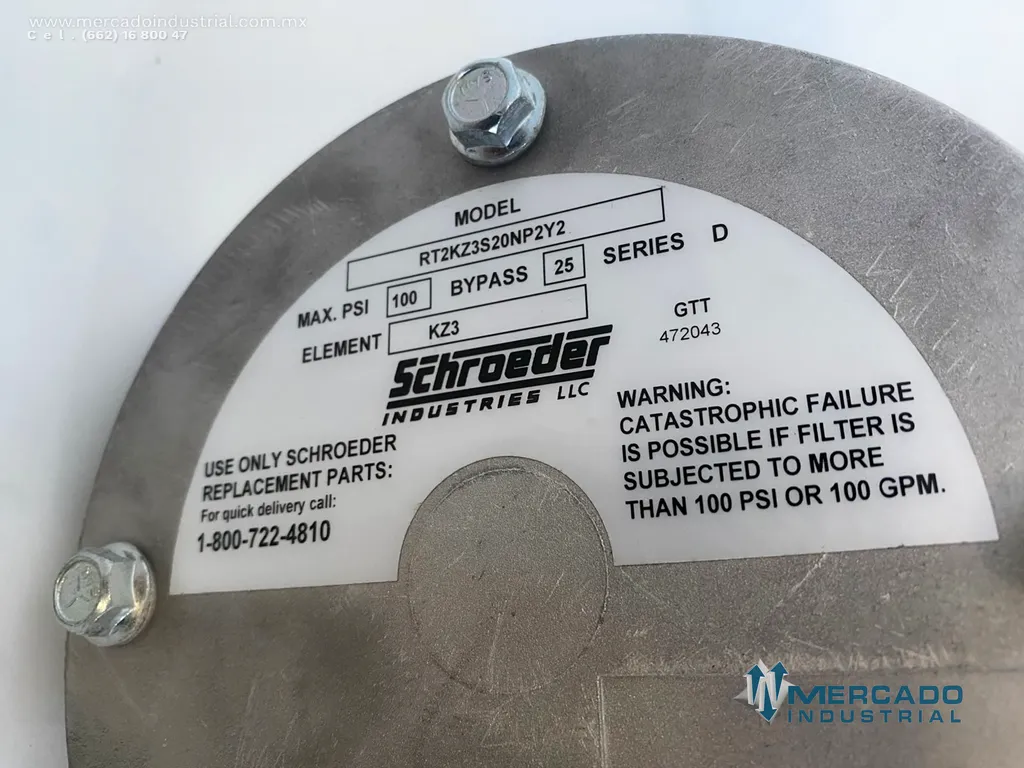 www.mercadoindustrial.com.mx
Cel. (662) 16 800 47
MODEL
RT2KZ3S20NP2Y2
MAX. PSI 100 BYPASS 25 SERIES D
ELEMENT KZ3
GTT
472043
Schroeder
INDUSTRIES LLC
USE ONLY SCHROEDER
REPLACEMENT PARTS:
For quick delivery call:
1-800-722-4810
WARNING:
CATASTROPHIC FAILURE
IS POSSIBLE IF FILTER IS
SUBJECTED TO MORE
THAN 100 PSI OR 100 GPM.
MERCADO
INDUSTRIAL